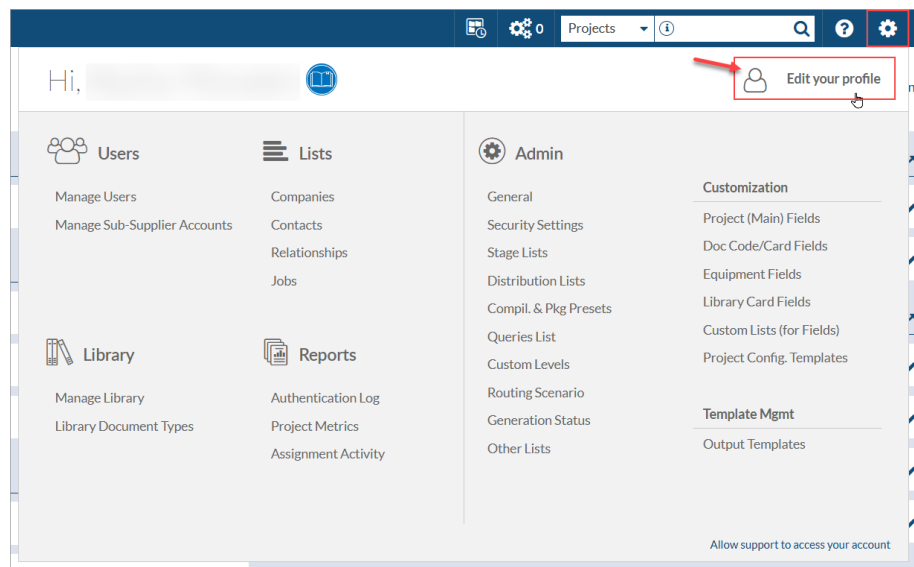 0 Projects
Hi,
Edit your profile
Users
Manage Users
Manage Sub-Supplier Accounts
Lists
Companies
Contacts
Relationships
Jobs
Library
Manage Library
Library Document Types
Reports
Authentication Log
Project Metrics
Assignment Activity
Admin
General
Security Settings
Stage Lists
Distribution Lists
Compil. & Pkg Presets
Queries List
Custom Levels
Routing Scenario
Generation Status
Other Lists
Customization
Project (Main) Fields
Doc Code/Card Fields
Equipment Fields
Library Card Fields
Custom Lists (for Fields)
Project Config. Templates
Template Mgmt
Output Templates
Allow support to access your account